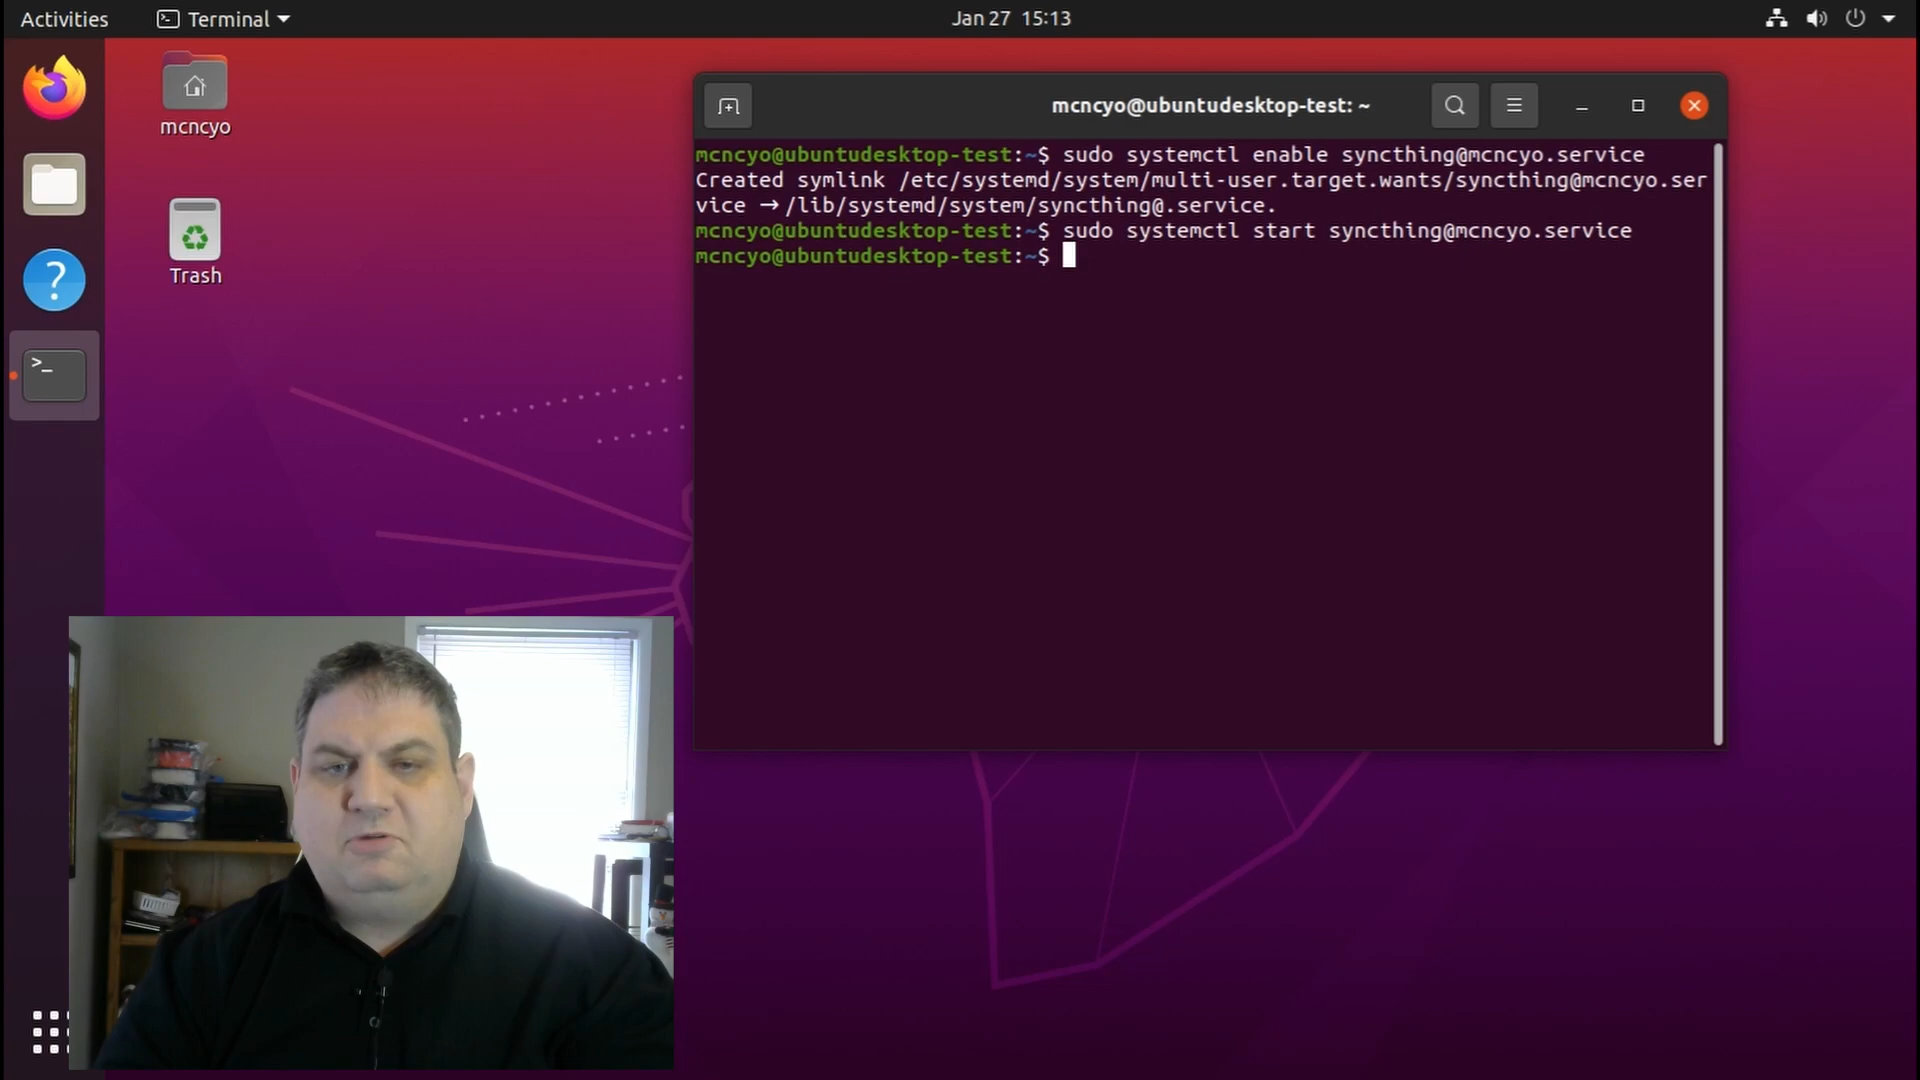 Activities
Terminal
Jan 27 15:13
mcncyo
Trash
mcncyo@ubuntudesktop-test: ~
mcncyo@ubuntudesktop-test:~$ sudo systemctl enable syncthing@mcncyo.service
Created symlink /etc/systemd/system/multi-user.target.wants/syncthing@mcncyo.ser
vice → /lib/systemd/system/syncthing@.service.
mcncyo@ubuntudesktop-test:~$ sudo systemctl start syncthing@mcncyo.service
mcncyo@ubuntudesktop-test:~$